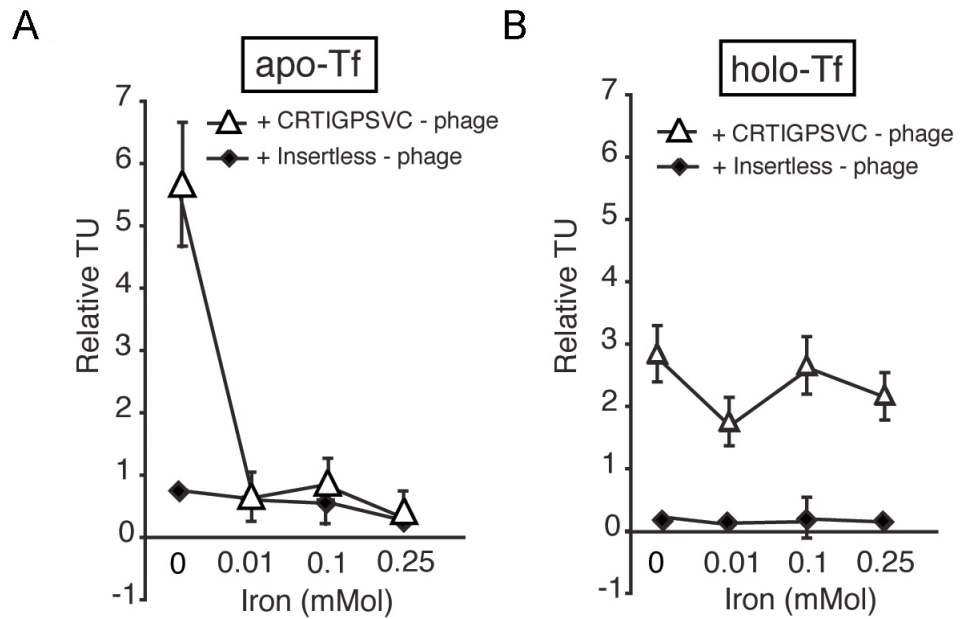 A
apo-Tf
7
6
5
4
3
2
1
0
-1
Relative TU
+ CRTIGPSVC - phage
+ Insertless - phage
0 0.01 0.1 0.25
Iron (mMol)
B
holo-Tf
7
6
5
4
3
2
1
0
-1
Relative TU
+ CRTIGPSVC - phage
+ Insertless - phage
0 0.01 0.1 0.25
Iron (mMol)